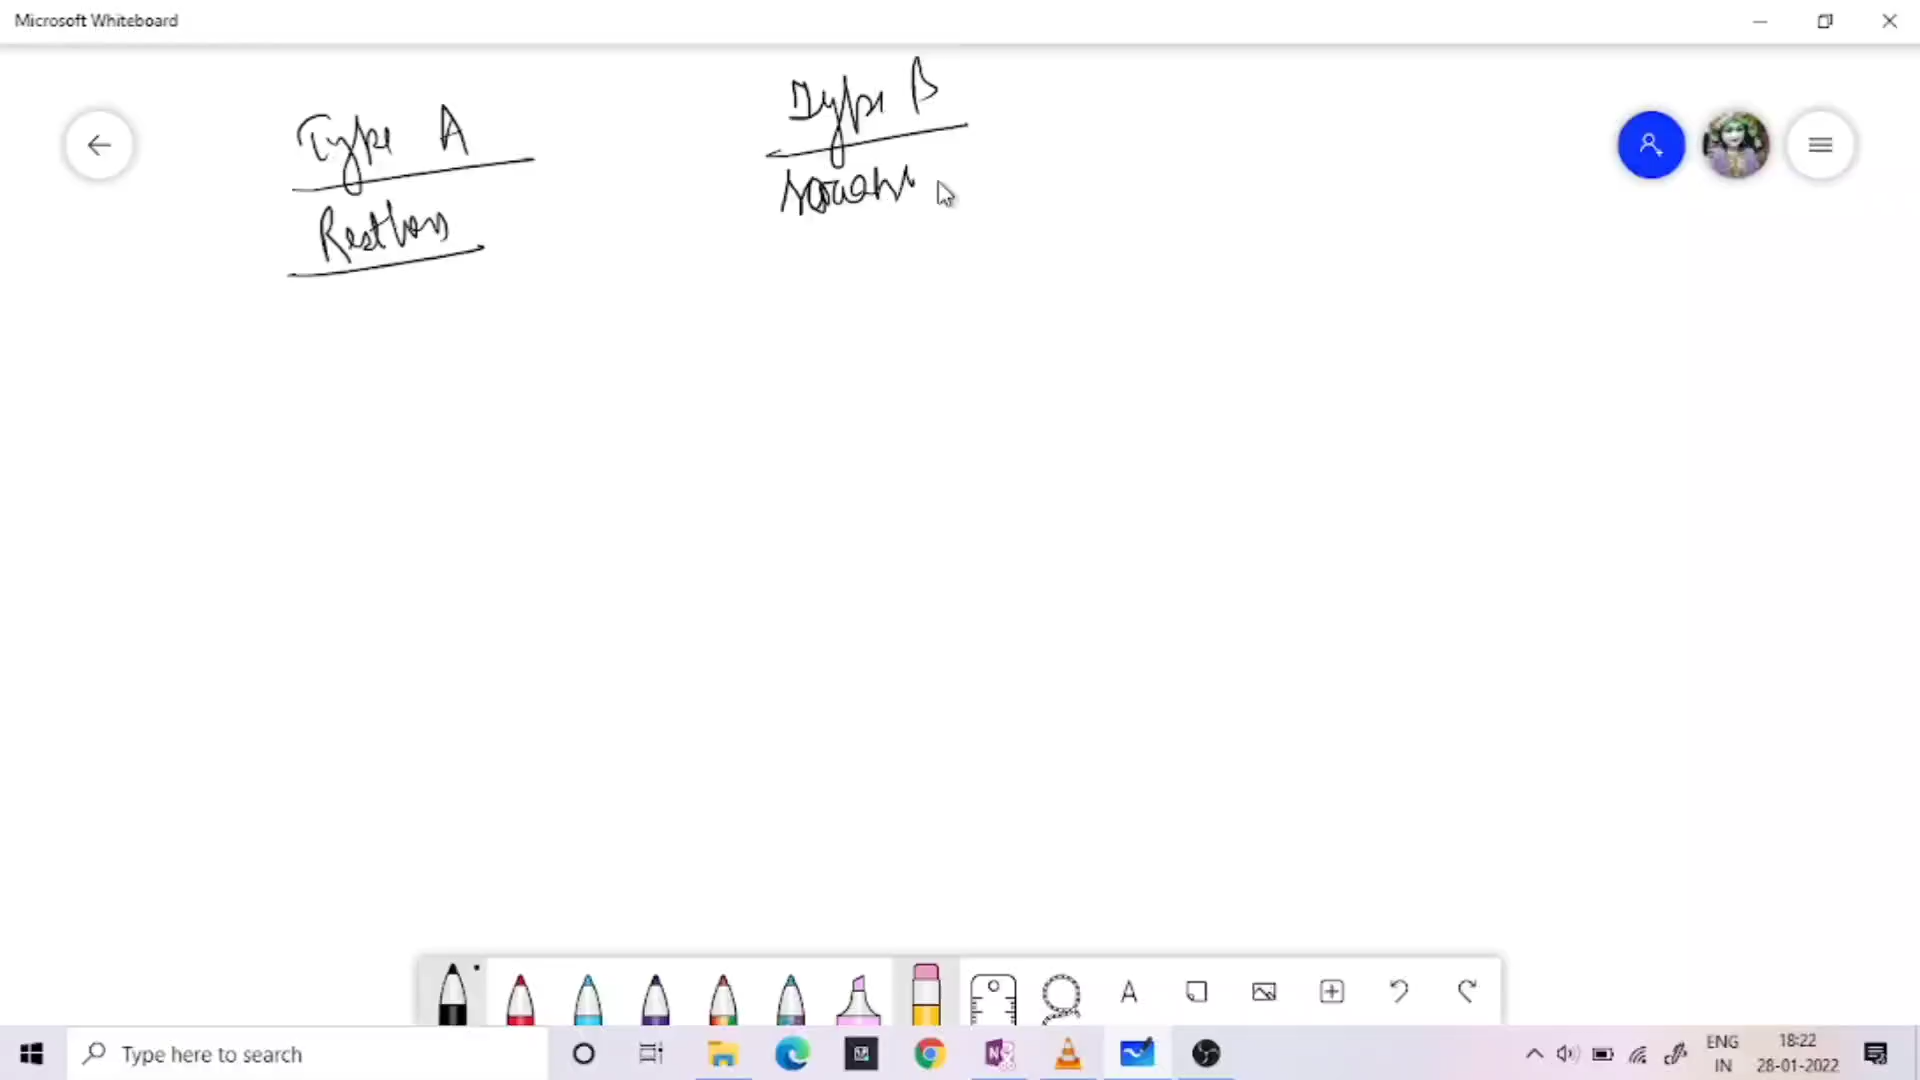 Microsoft Whiteboard
Type A
Type B
Restless
A
Type here to search
ENG
IN
18:22
28-01-2022